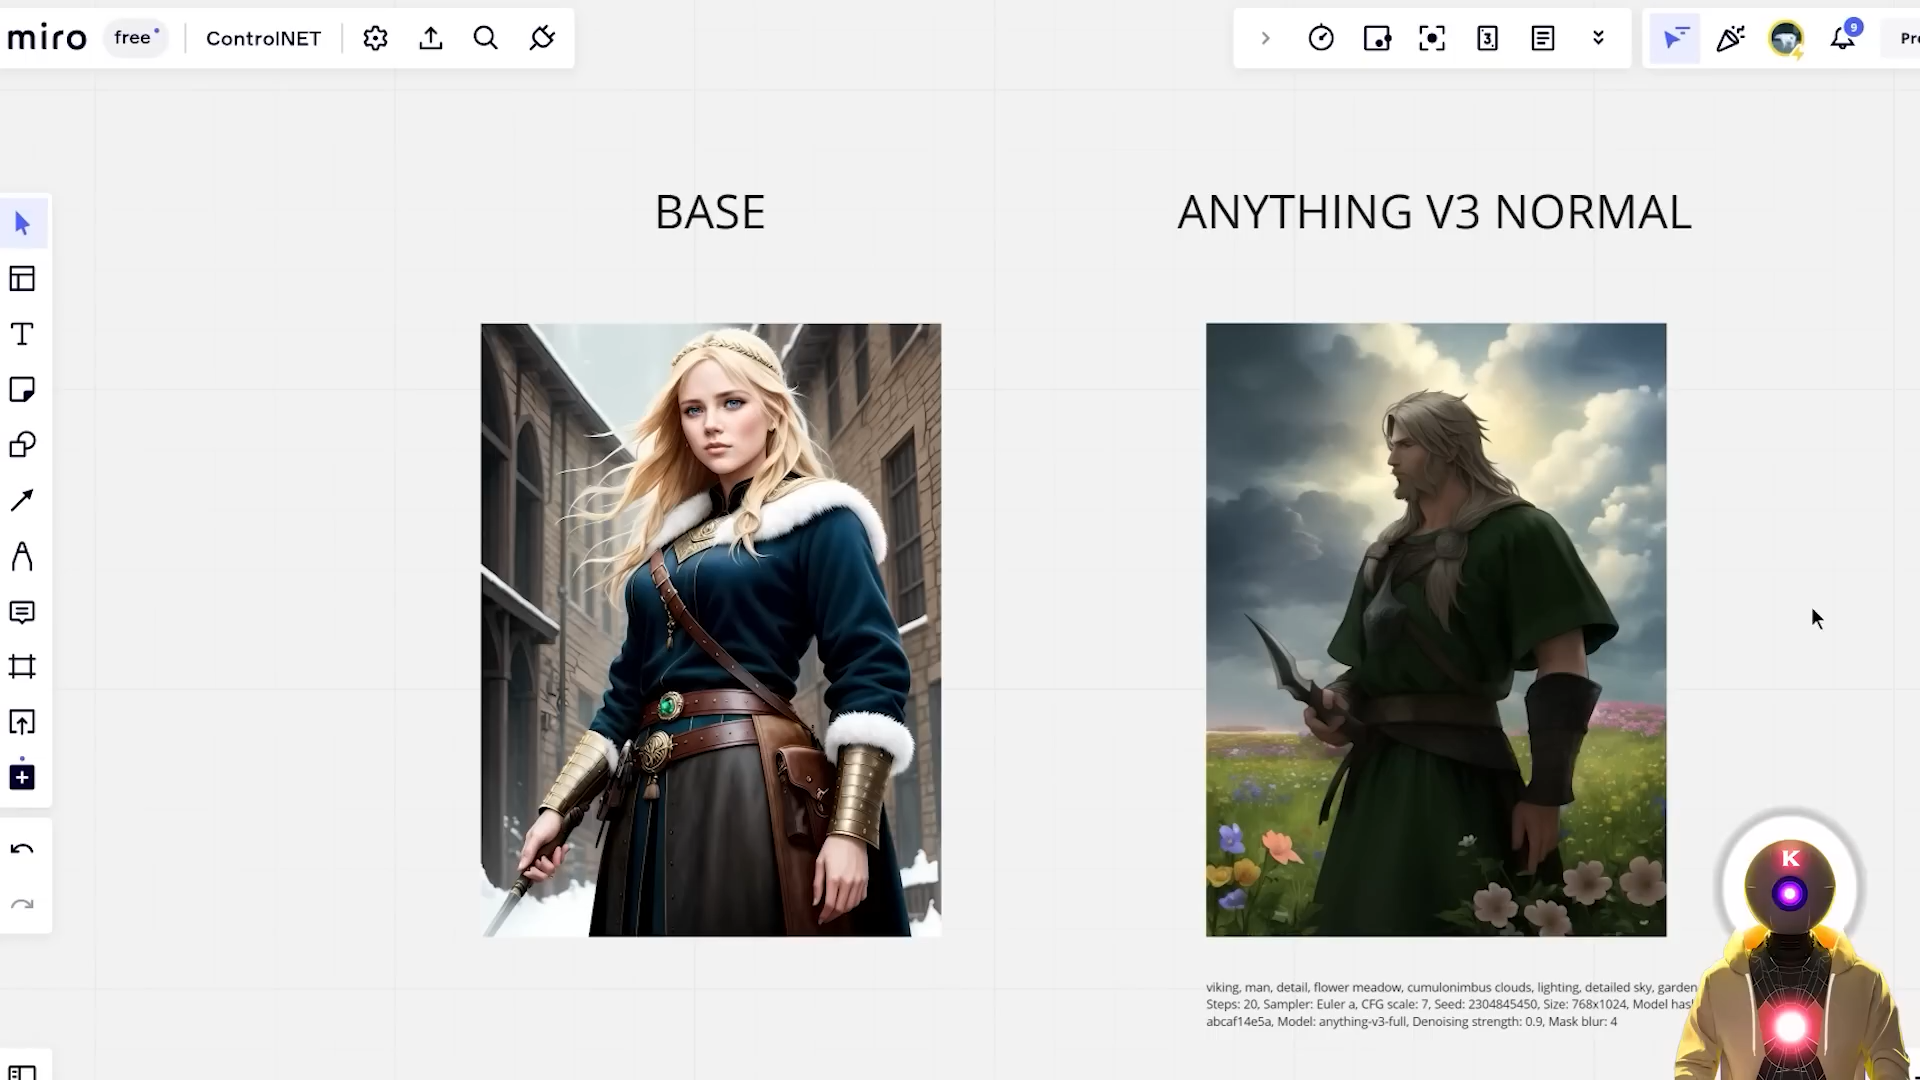 miro free ControlNET
3
9
BASE
ANYTHING V3 NORMAL
viking, man, detail, flower meadow, cumulonimbus clouds, lighting, detailed sky, garden
Steps: 20, Sampler: Euler a, CFG scale: 7, Seed: 2304845450, Size: 768x1024, Model
abcaf14e5a, Model: anything-v3-full, Denoising strength: 0.9, Mask blur: 4
K